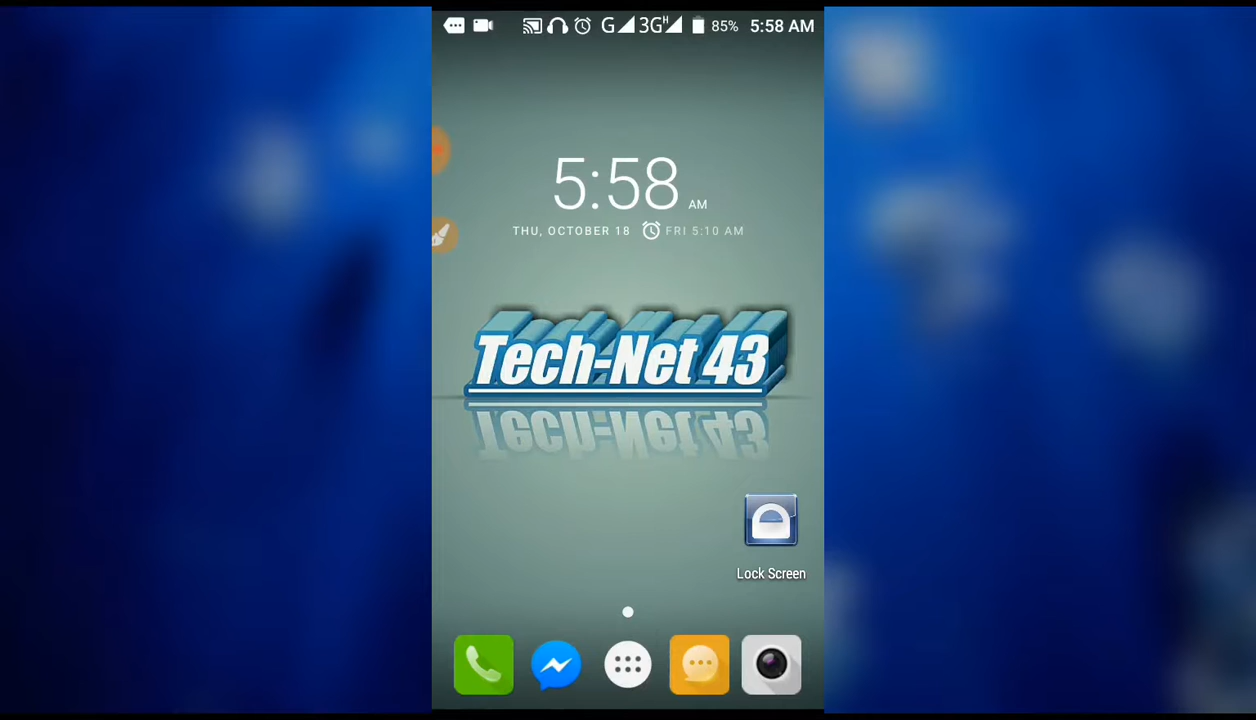 G 3G H 85% 5:58 AM
5:58 AM
THU, OCTOBER 18 FRI 5:10 AM
Tech-Net 43
Lock Screen